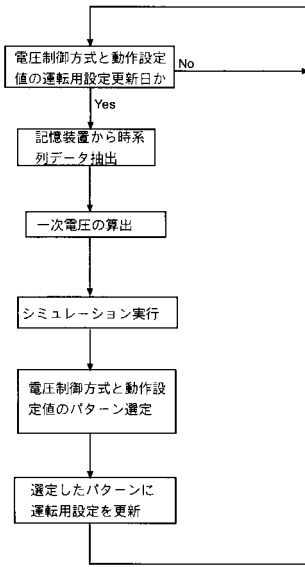 電圧制御方式と動作設定
値の運転用設定更新日か
No
Yes
記憶装置から時系
列データ抽出
一次電圧の算出
シミュレーション実行
電圧制御方式と動作設
定値のパターン選定
選定したパターンに
運転用設定を更新